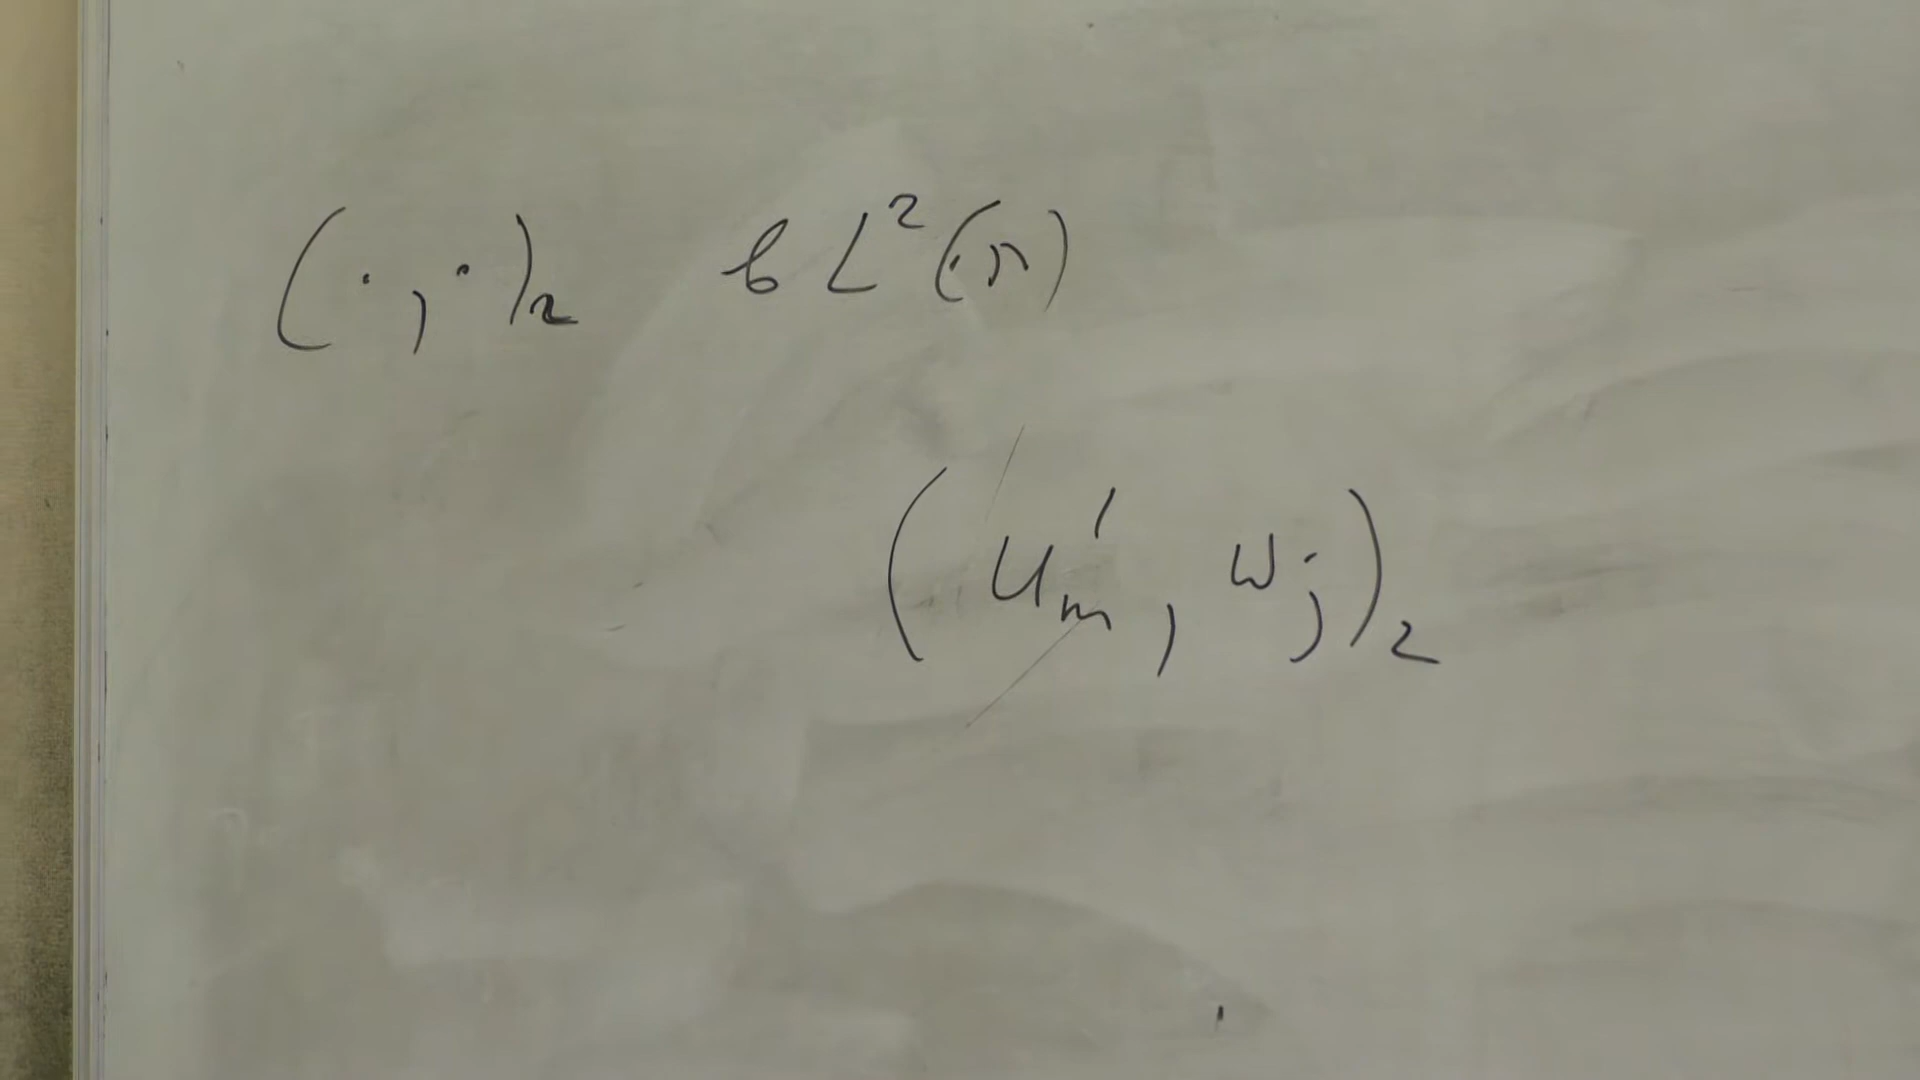 (·, ·)₂ в L²(Ω)
(u'ₘ, wⱼ)₂